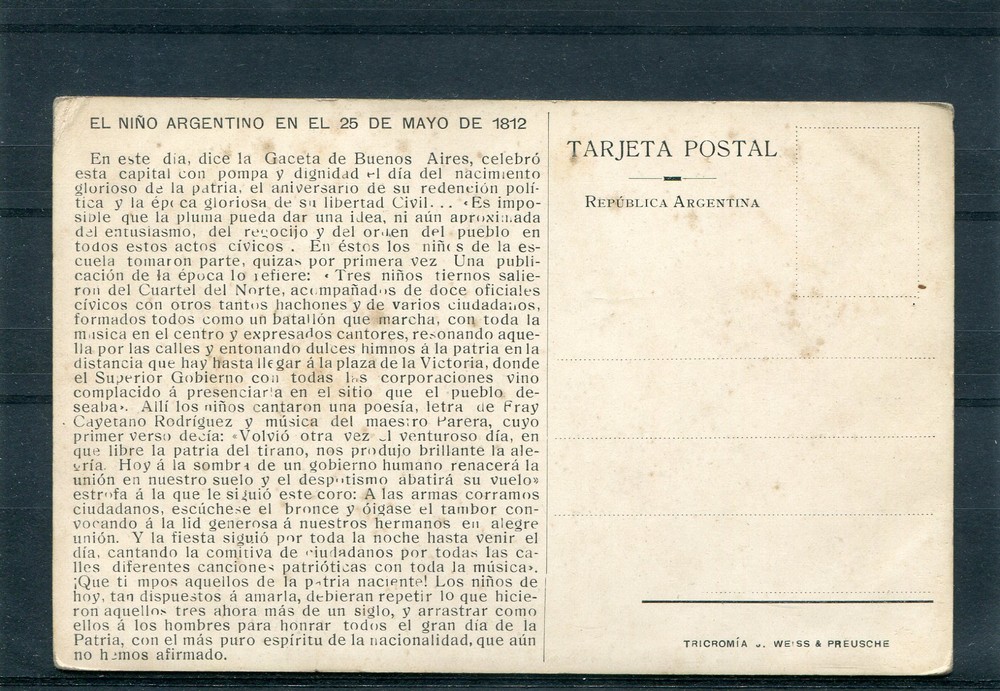 EL NIÑO ARGENTINO EN EL 25 DE MAYO DE 1812
En este día, dice la Gaceta de Buenos Aires, celebró
esta capital con pompa y dignidad el día del nacimiento
glorioso de la patria, el aniversario de su redención polí-
tica y la época gloriosa de su libertad Civil... «Es impo-
sible que la pluma pueda dar una idea, ni aún aproximada
del entusiasmo, del regocijo y del orden del pueblo en
todos estos actos cívicos . En éstos los niños de la es-
cuela tomaron parte, quizás por primera vez Una publi-
cación de la época lo refiere: «Tres niños tiernos salie-
ron del Cuartel del Norte, acompañados de doce oficiales
cívicos con otros tantos hachones y de varios ciudadanos,
formados todos como un batallón que marcha, con toda la
música en el centro y expresados cantores, resonando aque-
lla por las calles y entonando dulces himnos á la patria en la
distancia que hay hasta llegar á la plaza de la Victoria, donde
el Superior Gobierno con todas las corporaciones vino
complacido á presenciarla en el sitio que el pueblo de-
seaba». Allí los niños cantaron una poesía, letra de Fray
Cayetano Rodríguez y música del maestro Parera, cuyo
primer verso decía: «Volvió otra vez el venturoso día, en
que libre la patria del tirano, nos produjo brillante la ale-
gría. Hoy á la sombra de un gobierno humano renacerá la
unión en nuestro suelo y el despotismo abatirá su vuelo»
estrofa á la que le siguió este coro: A las armas corramos
ciudadanos, escúchese el bronce y óigase el tambor con-
vocando á la lid generosa á nuestros hermanos en alegre
unión. Y la fiesta siguió por toda la noche hasta venir el
día, cantando la comitiva de ciudadanos por todas las ca-
lles diferentes canciones patrióticas con toda la música».
¡Que tiempos aquellos de la patria naciente! Los niños de
hoy, tan dispuestos á amarla, debieran repetir lo que hicie-
ron aquellos tres ahora más de un siglo, y arrastrar como
ellos á los hombres para honrar todos el gran día de la
Patria, con el más puro espíritu de la nacionalidad, que aún
no hemos afirmado.
TARJETA POSTAL
REPÚBLICA ARGENTINA
TRICROMÍA J. WEISS & PREUSCHE